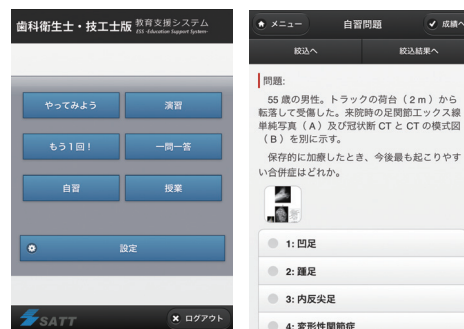 歯科衛生士・技工士版 教育支援システム
ESS -Education Support System-
やってみよう
演習
もう1回!
一問一答
自習
授業
設定
SATT
ログアウト
メニュー
自習問題
成績へ
絞込へ
絞込結果へ
問題:
55 歳の男性。トラックの荷台(2m)から
転落して受傷した。来院時の足関節エックス線
単純写真(A)及び冠状断 CT と CT の模式図
(B)を別に示す。
保存的に加療したとき、今後最も起こりやす
い合併症はどれか。
1: 凹足
2: 踵足
3: 内反尖足
4: 変形性関節症